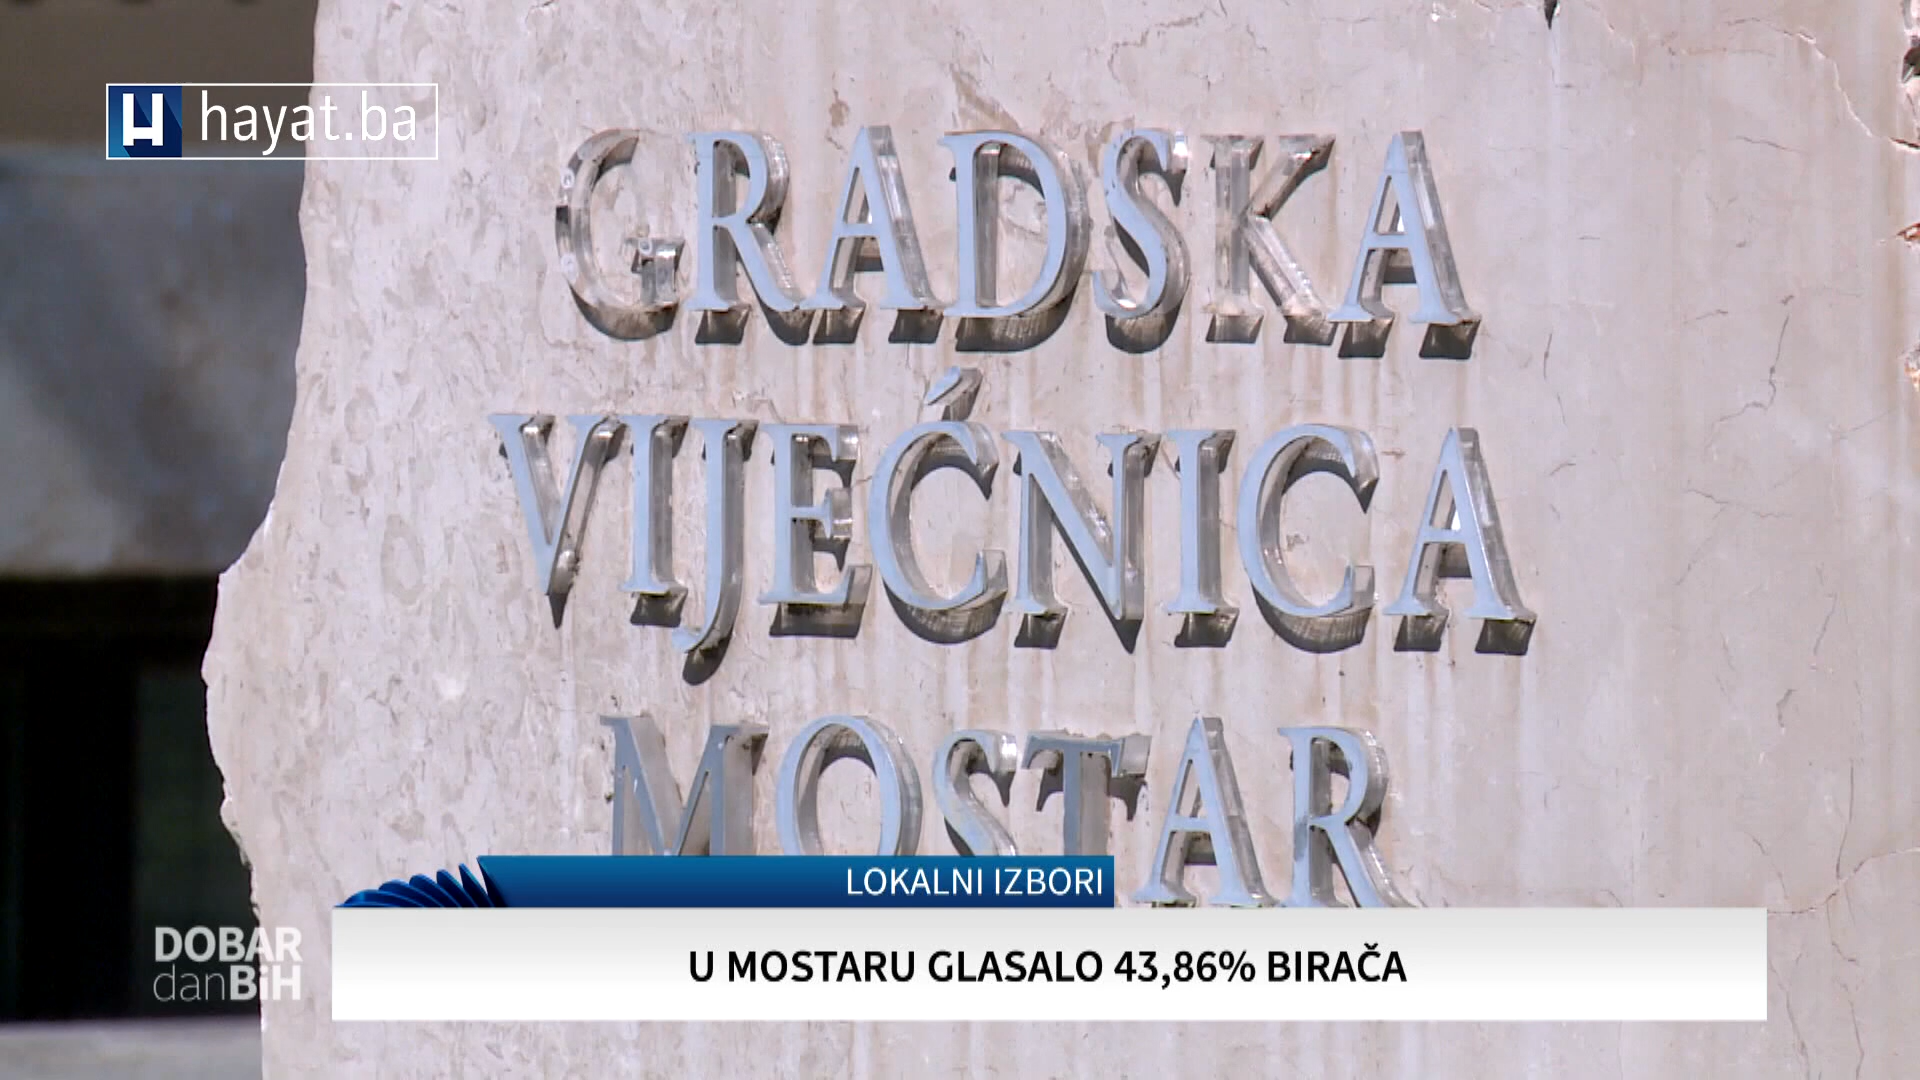 hayat.ba
GRADSKA
VIJEĆNICA
MOSTAR
LOKALNI IZBORI
U MOSTARU GLASALO 43,86% BIRAČA
DOBAR
danBiH